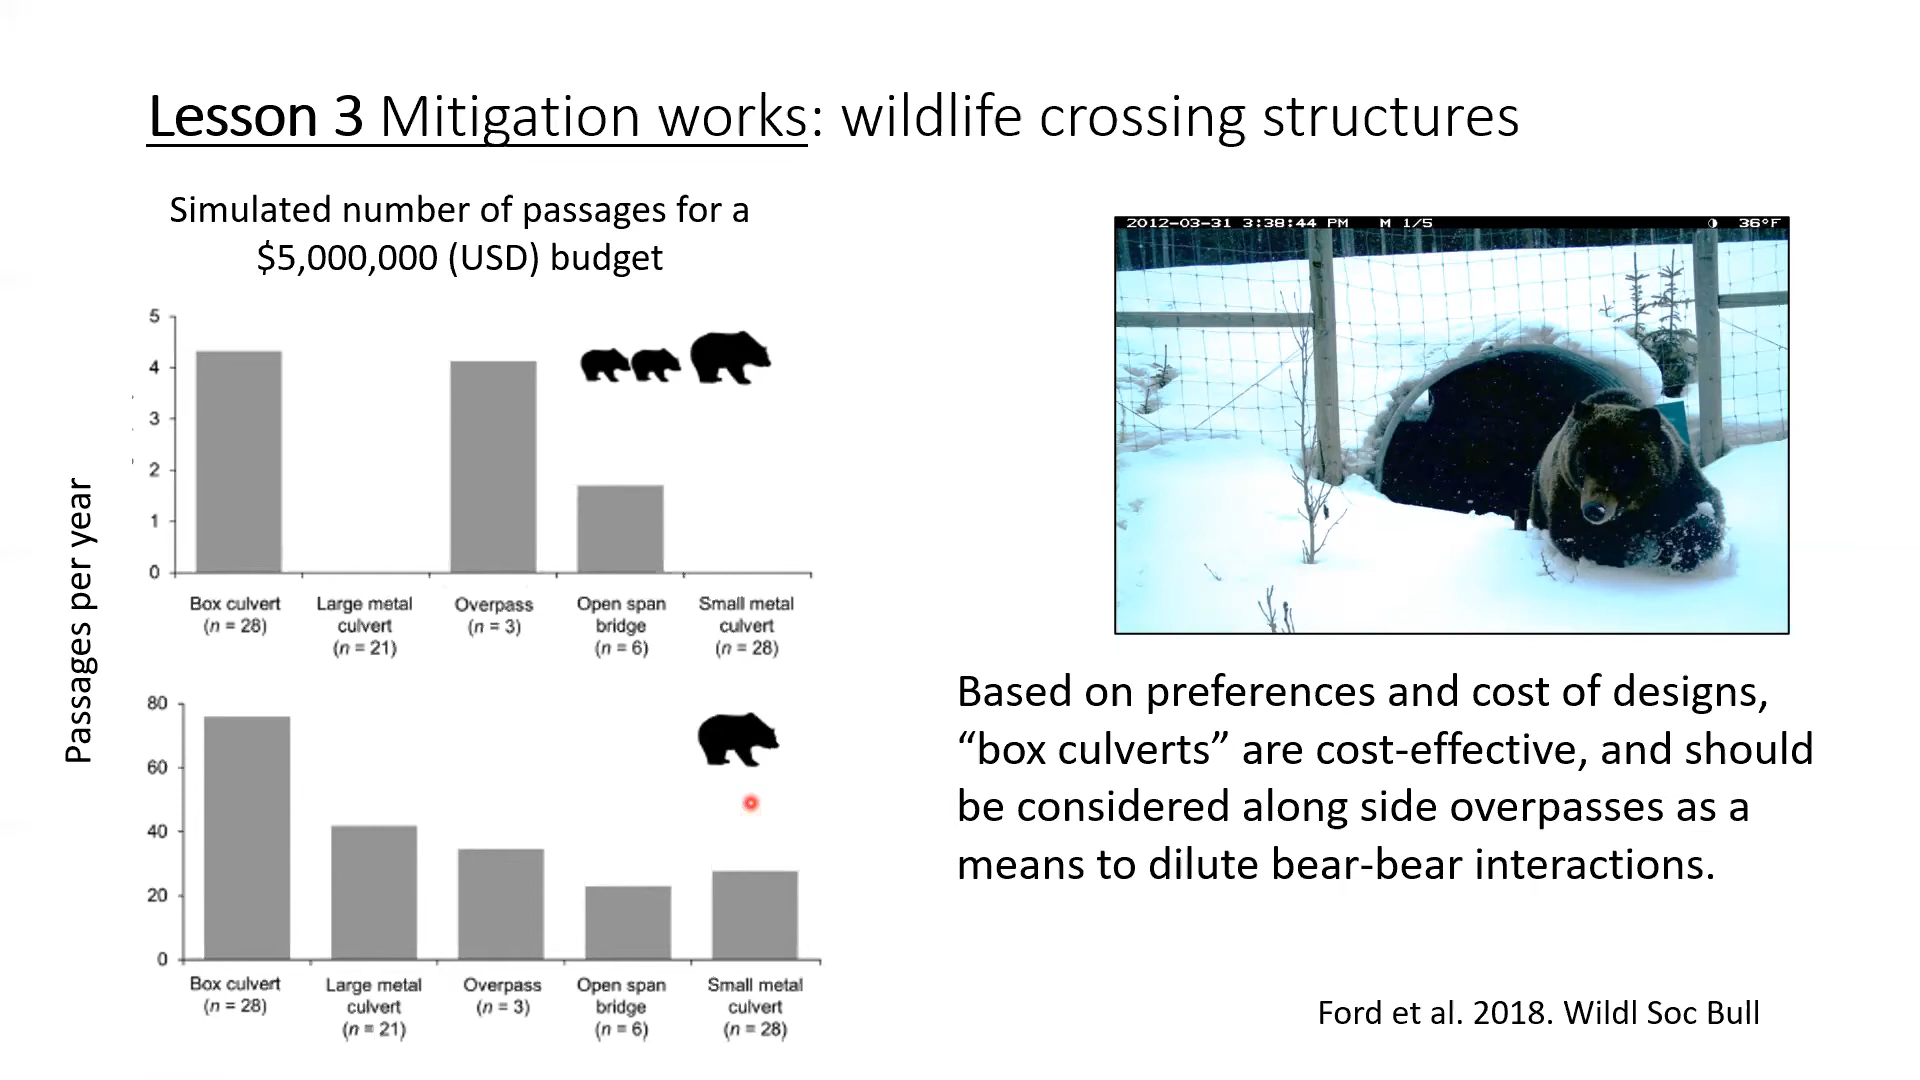 Lesson 3 Mitigation works: wildlife crossing structures
Simulated number of passages for a
$5,000,000 (USD) budget
Passages per year
5
4
3
2
1
0
Box culvert
(n = 28)
Large metal
culvert
(n = 21)
Overpass
(n = 3)
Open span
bridge
(n = 6)
Small metal
culvert
(n = 28)
80
60
40
20
0
Box culvert
(n = 28)
Large metal
culvert
(n = 21)
Overpass
(n = 3)
Open span
bridge
(n = 6)
Small metal
culvert
(n = 28)
2012-03-31 3:38:44 PM M 1/5 36°F
Based on preferences and cost of designs,
“box culverts” are cost-effective, and should
be considered along side overpasses as a
means to dilute bear-bear interactions.
Ford et al. 2018. Wildl Soc Bull